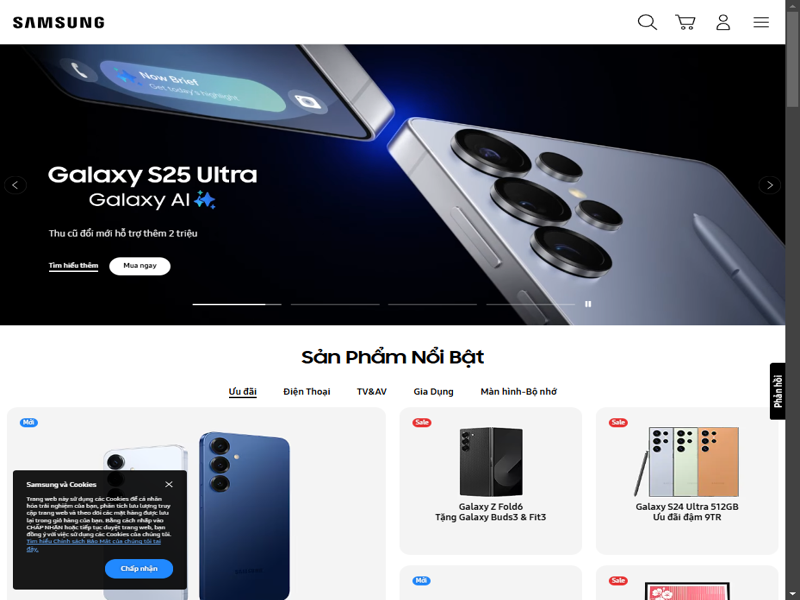 SAMSUNG
Now Brief
Get today's highlight
Galaxy S25 Ultra
Galaxy AI
Thu cũ đổi mới hỗ trợ thêm 2 triệu
Tìm hiểu thêm
Mua ngay
Sản Phẩm Nổi Bật
Ưu đãi
Điện Thoại
TV&AV
Gia Dụng
Màn hình-Bộ nhớ
Phản hồi
Mới
Sale
Galaxy Z Fold6
Tặng Galaxy Buds3 & Fit3
Sale
Galaxy S24 Ultra 512GB
Ưu đãi đậm 9TR
Samsung và Cookies
Trang web này sử dụng các Cookies để cá nhân
hóa trải nghiệm của bạn, phân tích lưu lượng truy
cập trang web và theo dõi các mặt hàng được lưu
lại trong giỏ hàng của bạn. Bằng cách nhấp vào
CHẤP NHẬN hoặc tiếp tục duyệt trang web, bạn
đồng ý với việc sử dụng các Cookies của chúng tôi.
Tìm hiểu Chính sách Bảo Mật của chúng tôi tại
đây.
Chấp nhận
Mới
Sale